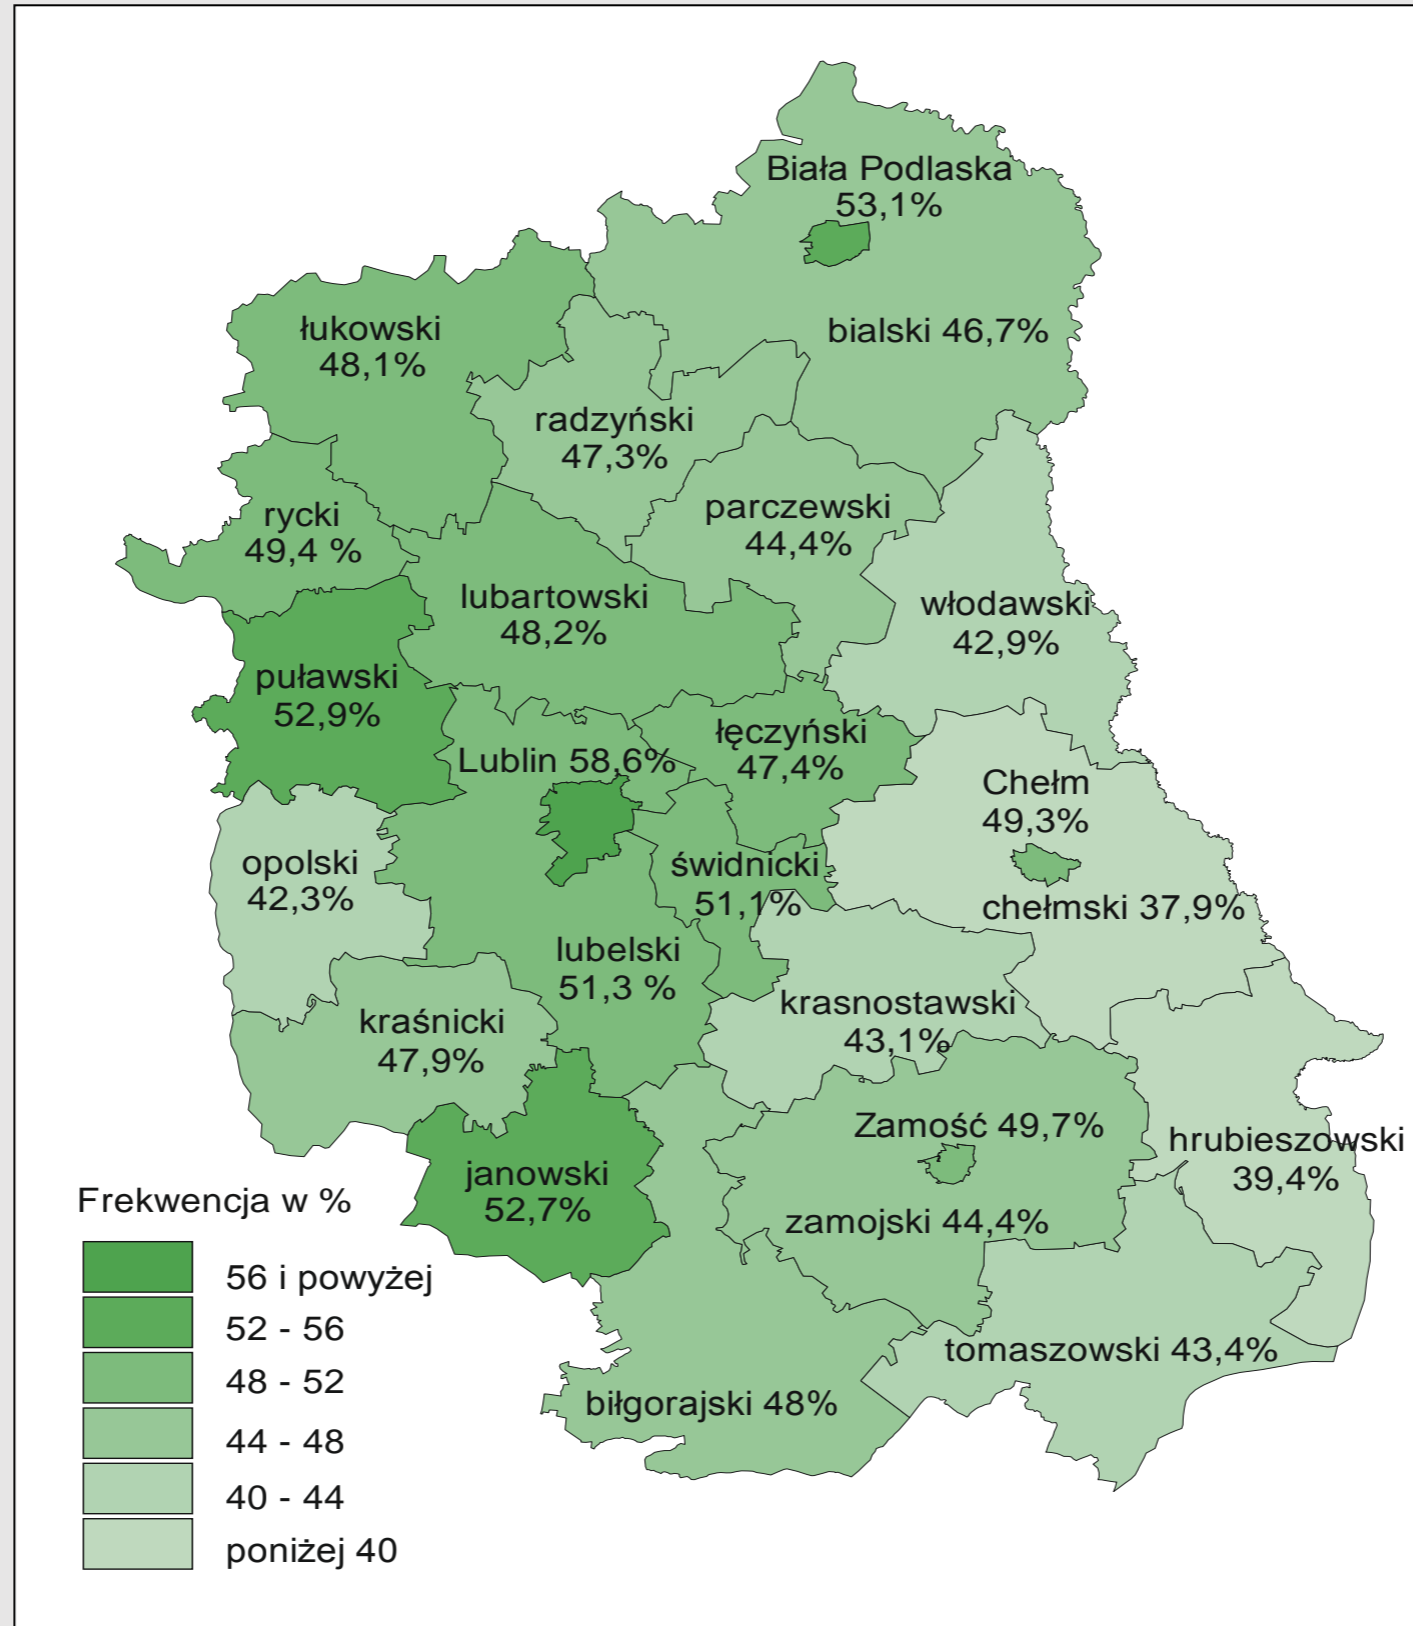 Biała Podlaska
53,1%
łukowski
48,1%
bialski 46,7%
radzyński
47,3%
rycki
49,4 %
parczewski
44,4%
lubartowski
48,2%
włodawski
42,9%
puławski
52,9%
łęczyński
47,4%
Lublin 58,6%
Chełm
49,3%
opolski
42,3%
świdnicki
51,1%
chełmski 37,9%
lubelski
51,3 %
kraśnicki
47,9%
krasnostawski
43,1%
Zamość 49,7%
hrubieszowski
39,4%
janowski
52,7%
zamojski 44,4%
tomaszowski 43,4%
biłgorajski 48%
Frekwencja w %
56 i powyżej
52 - 56
48 - 52
44 - 48
40 - 44
poniżej 40